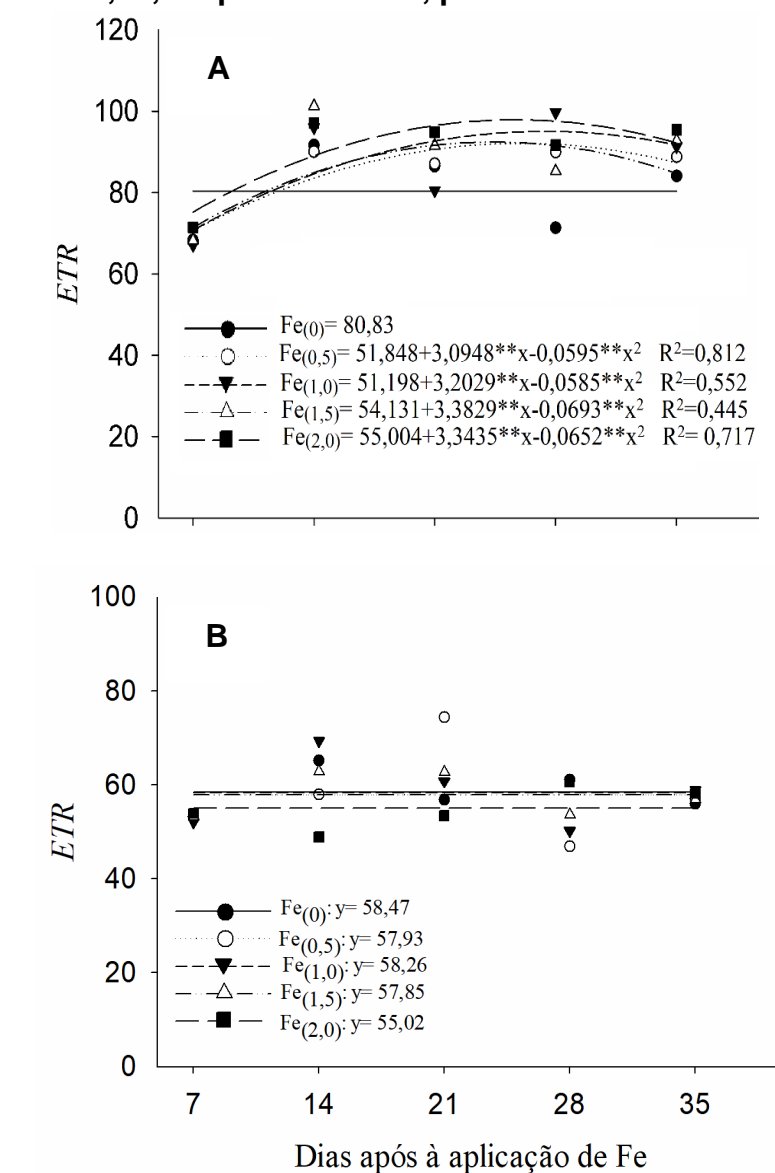 120
A
100
80
60
40
20
0
ETR
Fe(0)= 80,83
Fe(0,5)= 51,848+3,0948**x-0,0595**x² R²=0,812
Fe(1,0)= 51,198+3,2029**x-0,0585**x² R²=0,552
Fe(1,5)= 54,131+3,3829**x-0,0693**x² R²=0,445
Fe(2,0)= 55,004+3,3435**x-0,0652**x² R²= 0,717
100
B
80
60
40
20
0
ETR
Fe(0): y= 58,47
Fe(0,5): y= 57,93
Fe(1,0): y= 58,26
Fe(1,5): y= 57,85
Fe(2,0): y= 55,02
7 14 21 28 35
Dias após à aplicação de Fe